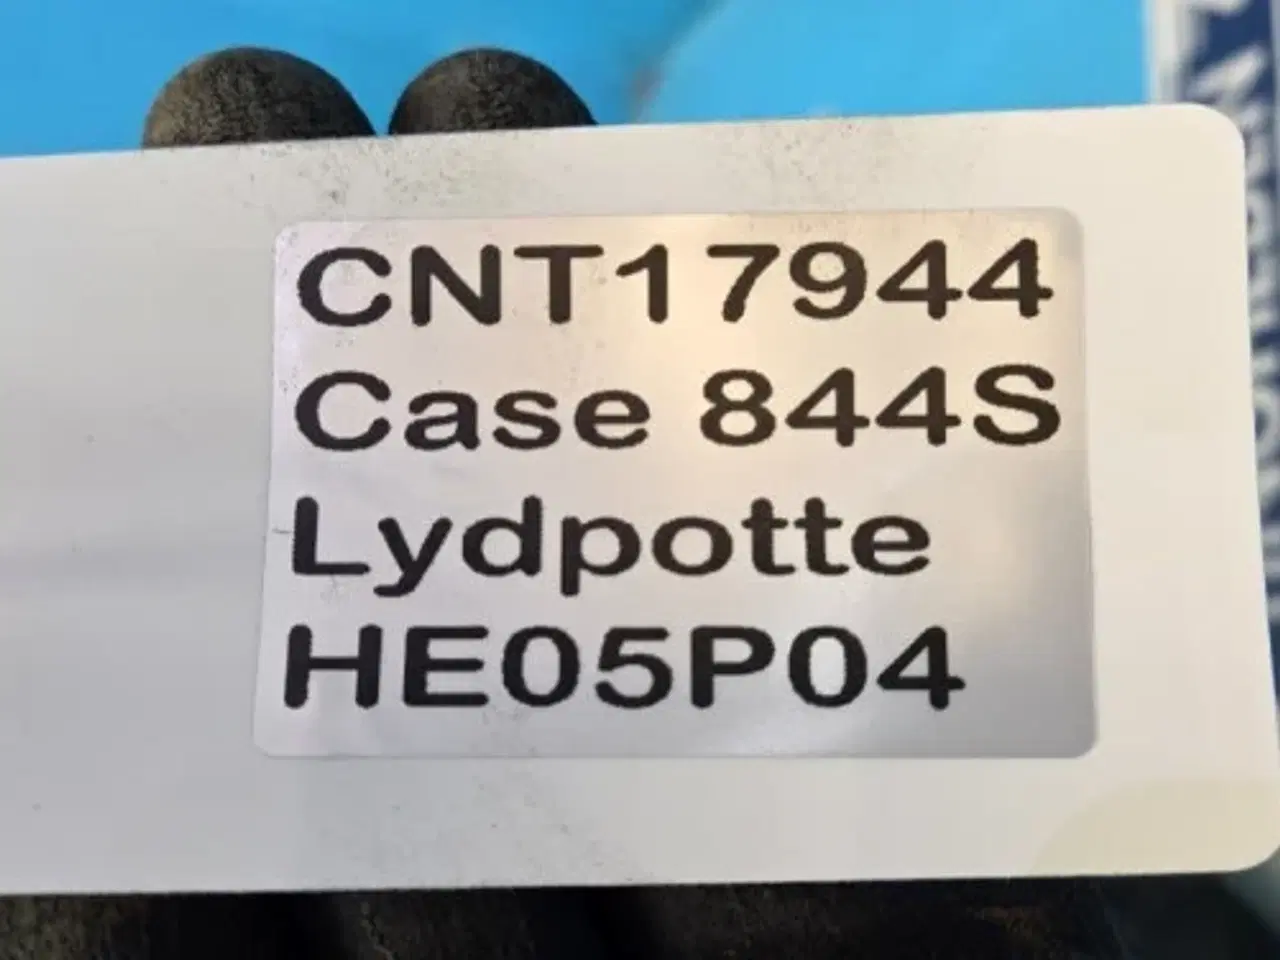 CNT17944
Case 844S
Lydpotte
HE05P04